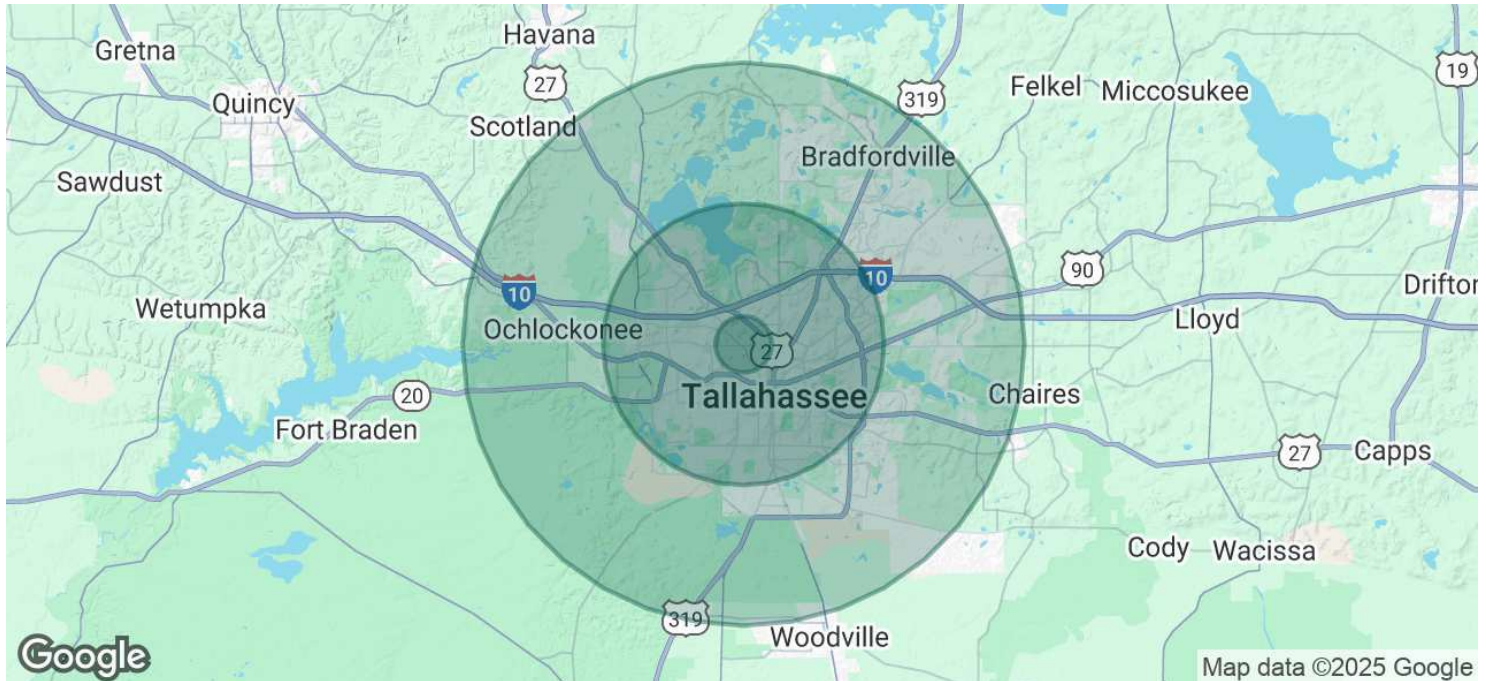 Havana
Gretna
27
19
Felkel
Miccosukee
319
Quincy
Scotland
Bradfordville
Sawdust
90
10
10
Drifton
Wetumpka
Lloyd
Ochlockonee
27
Tallahassee
Chaires
20
Fort Braden
27
Capps
Cody
Wacissa
319
Woodville
Google
Map data ©2025 Google